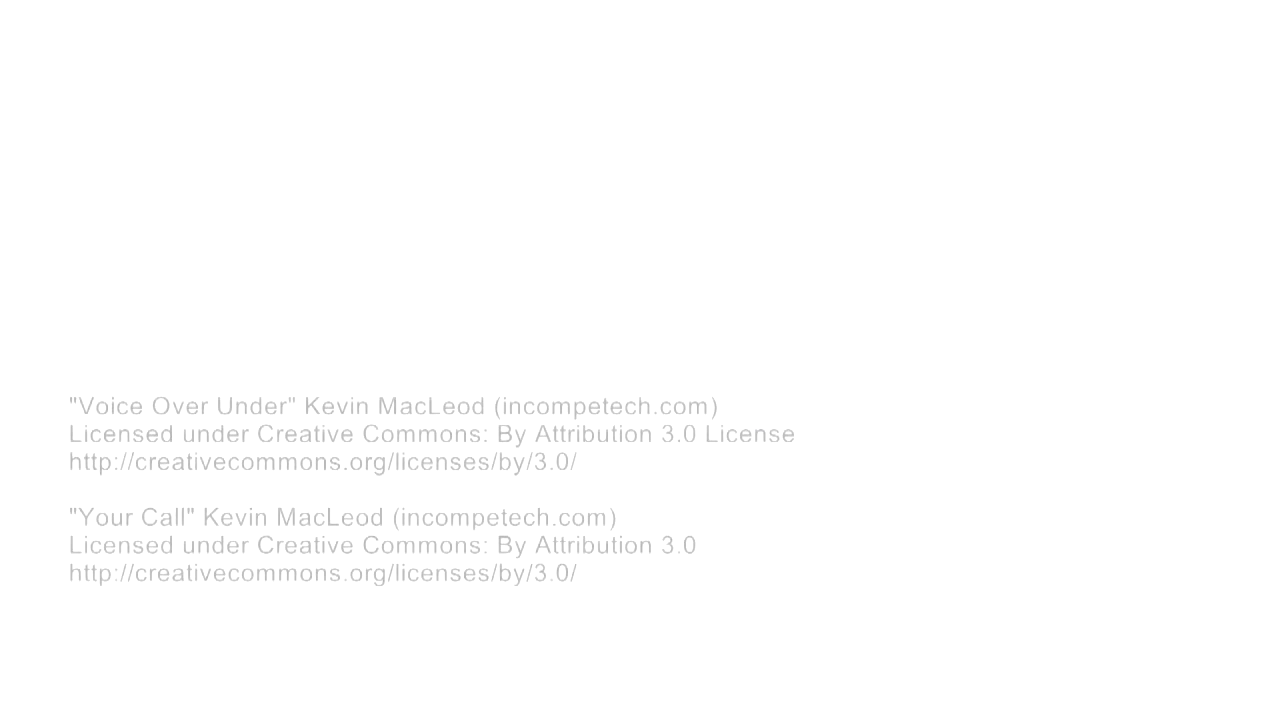 "Voice Over Under" Kevin MacLeod (incompetech.com)
Licensed under Creative Commons: By Attribution 3.0 License
http://creativecommons.org/licenses/by/3.0/
"Your Call" Kevin MacLeod (incompetech.com)
Licensed under Creative Commons: By Attribution 3.0
http://creativecommons.org/licenses/by/3.0/